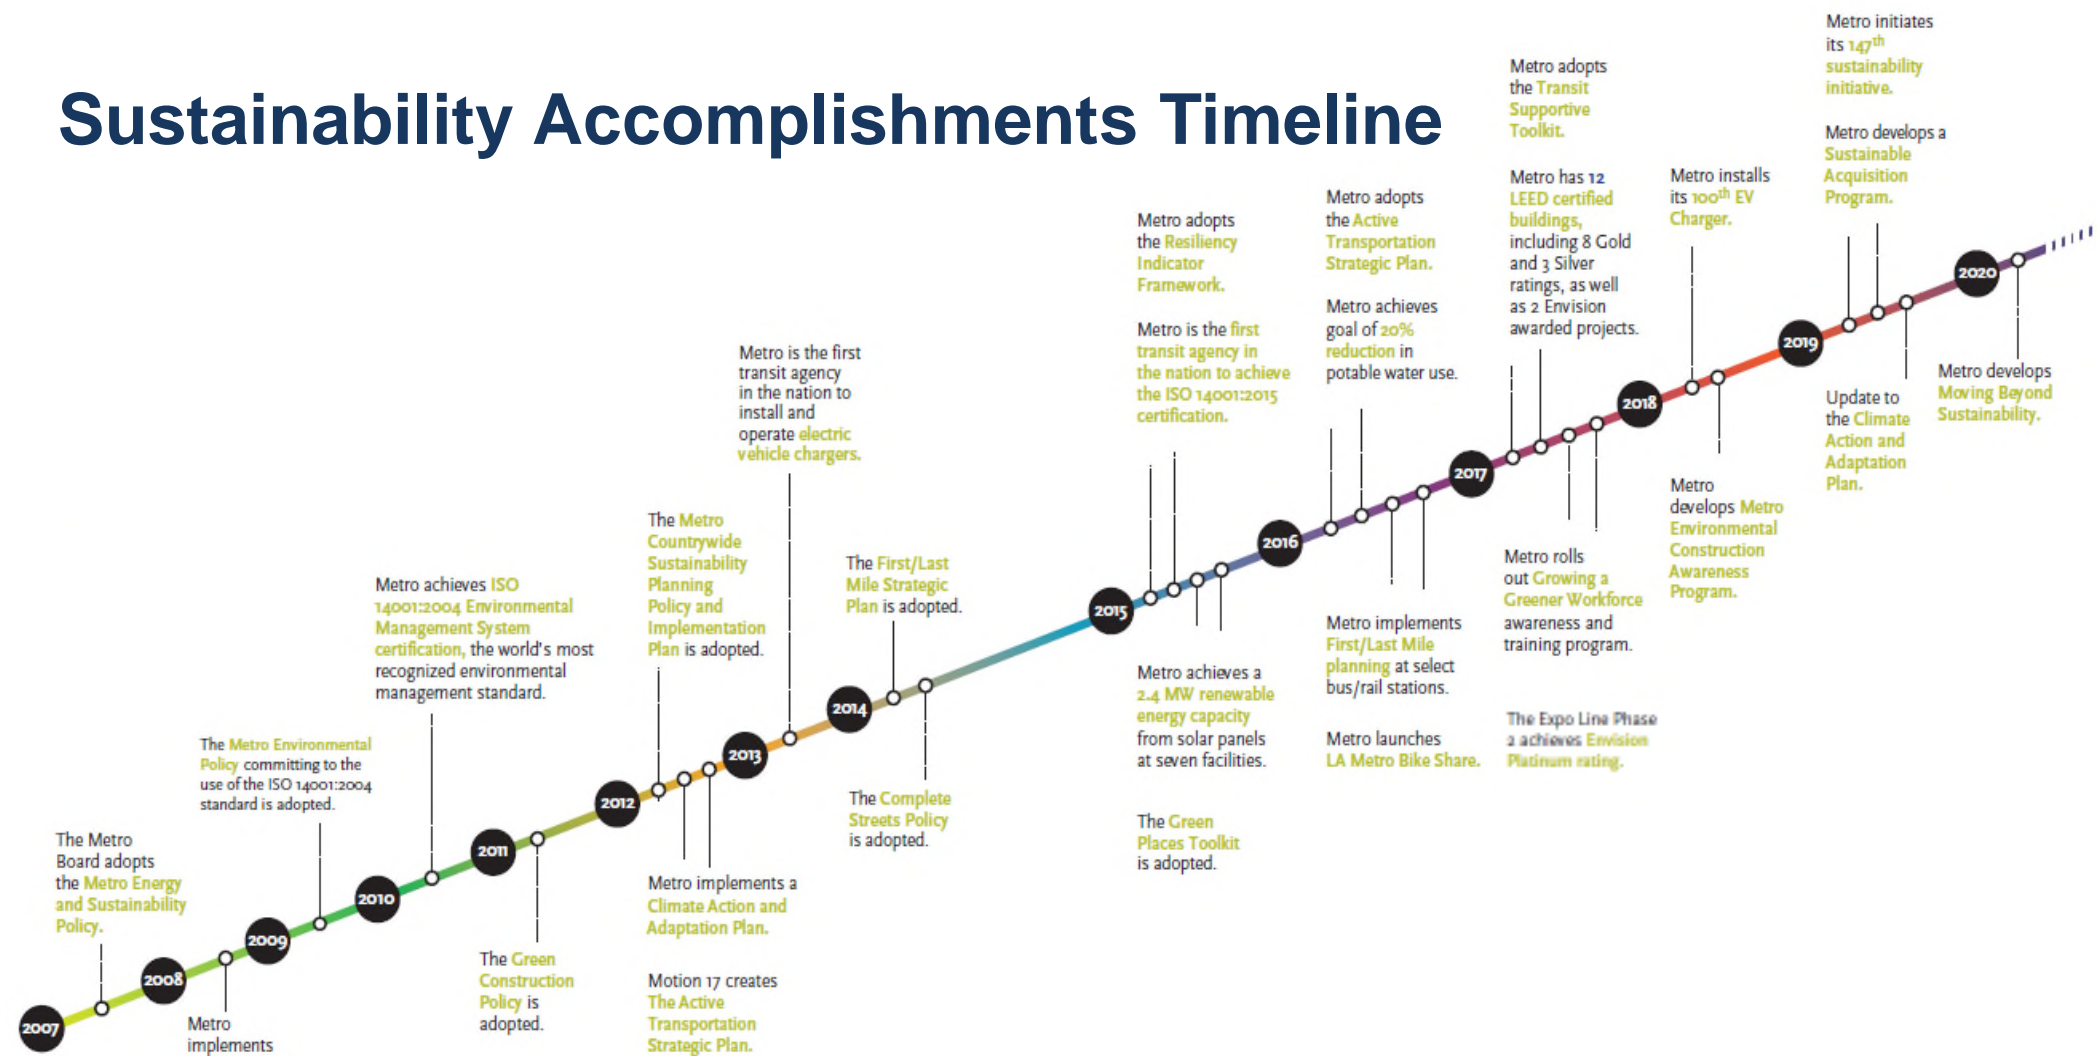 Sustainability Accomplishments Timeline
2007
The Metro
Board adopts
the Metro Energy
and Sustainability
Policy.
2008
Metro
implements
2009
The Metro Environmental
Policy committing to the
use of the ISO 14001:2004
standard is adopted.
2010
Metro achieves ISO
14001:2004 Environmental
Management System
certification, the world's most
recognized environmental
management standard.
2011
The Green
Construction
Policy is
adopted.
2012
The Metro
Countrywide
Sustainability
Planning
Policy and
Implementation
Plan is adopted.
Metro implements a
Climate Action and
Adaptation Plan.
Motion 17 creates
The Active
Transportation
Strategic Plan.
2013
Metro is the first
transit agency
in the nation to
install and
operate electric
vehicle chargers.
2014
The First/Last
Mile Strategic
Plan is adopted.
The Complete
Streets Policy
is adopted.
2015
Metro adopts
the Resiliency
Indicator
Framework.
Metro is the first
transit agency in
the nation to achieve
the ISO 14001:2015
certification.
Metro achieves a
2.4 MW renewable
energy capacity
from solar panels
at seven facilities.
The Green
Places Toolkit
is adopted.
2016
Metro adopts
the Active
Transportation
Strategic Plan.
Metro achieves
goal of 20%
reduction in
potable water use.
Metro implements
First/Last Mile
planning at select
bus/rail stations.
Metro launches
LA Metro Bike Share.
2017
Metro adopts
the Transit
Supportive
Toolkit.
Metro has 12
LEED certified
buildings,
including 8 Gold
and 3 Silver
ratings, as well
as 2 Envision
awarded projects.
Metro rolls
out Growing a
Greener Workforce
awareness and
training program.
The Expo Line Phase
2 achieves Envision
Platinum rating.
2018
Metro installs
its 100th EV
Charger.
Metro
develops Metro
Environmental
Construction
Awareness
Program.
2019
Metro initiates
its 147th
sustainability
initiative.
Metro develops a
Sustainable
Acquisition
Program.
Update to
the Climate
Action and
Adaptation
Plan.
2020
Metro develops
Moving Beyond
Sustainability.